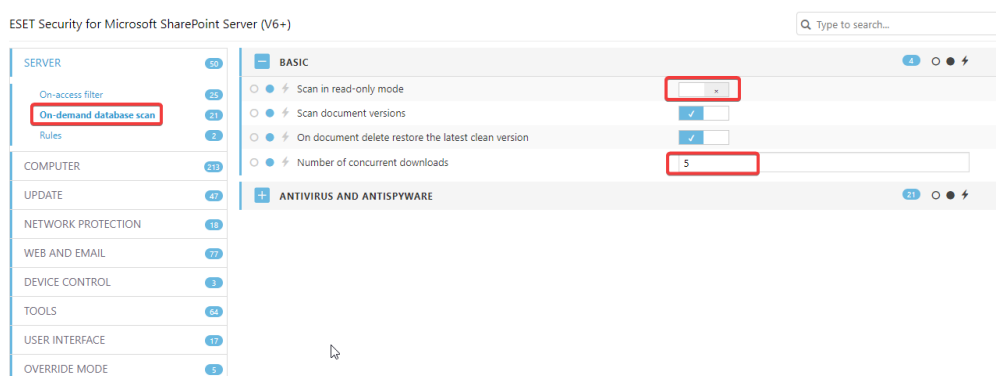 ESET Security for Microsoft SharePoint Server (V6+)
Type to search...
SERVER 50
On-access filter 25
On-demand database scan 21
Rules 2
COMPUTER 213
UPDATE 47
NETWORK PROTECTION 18
WEB AND EMAIL 77
DEVICE CONTROL 3
TOOLS 64
USER INTERFACE 17
OVERRIDE MODE 5
BASIC 4
Scan in read-only mode
Scan document versions
On document delete restore the latest clean version
Number of concurrent downloads 5
ANTIVIRUS AND ANTISPYWARE 21